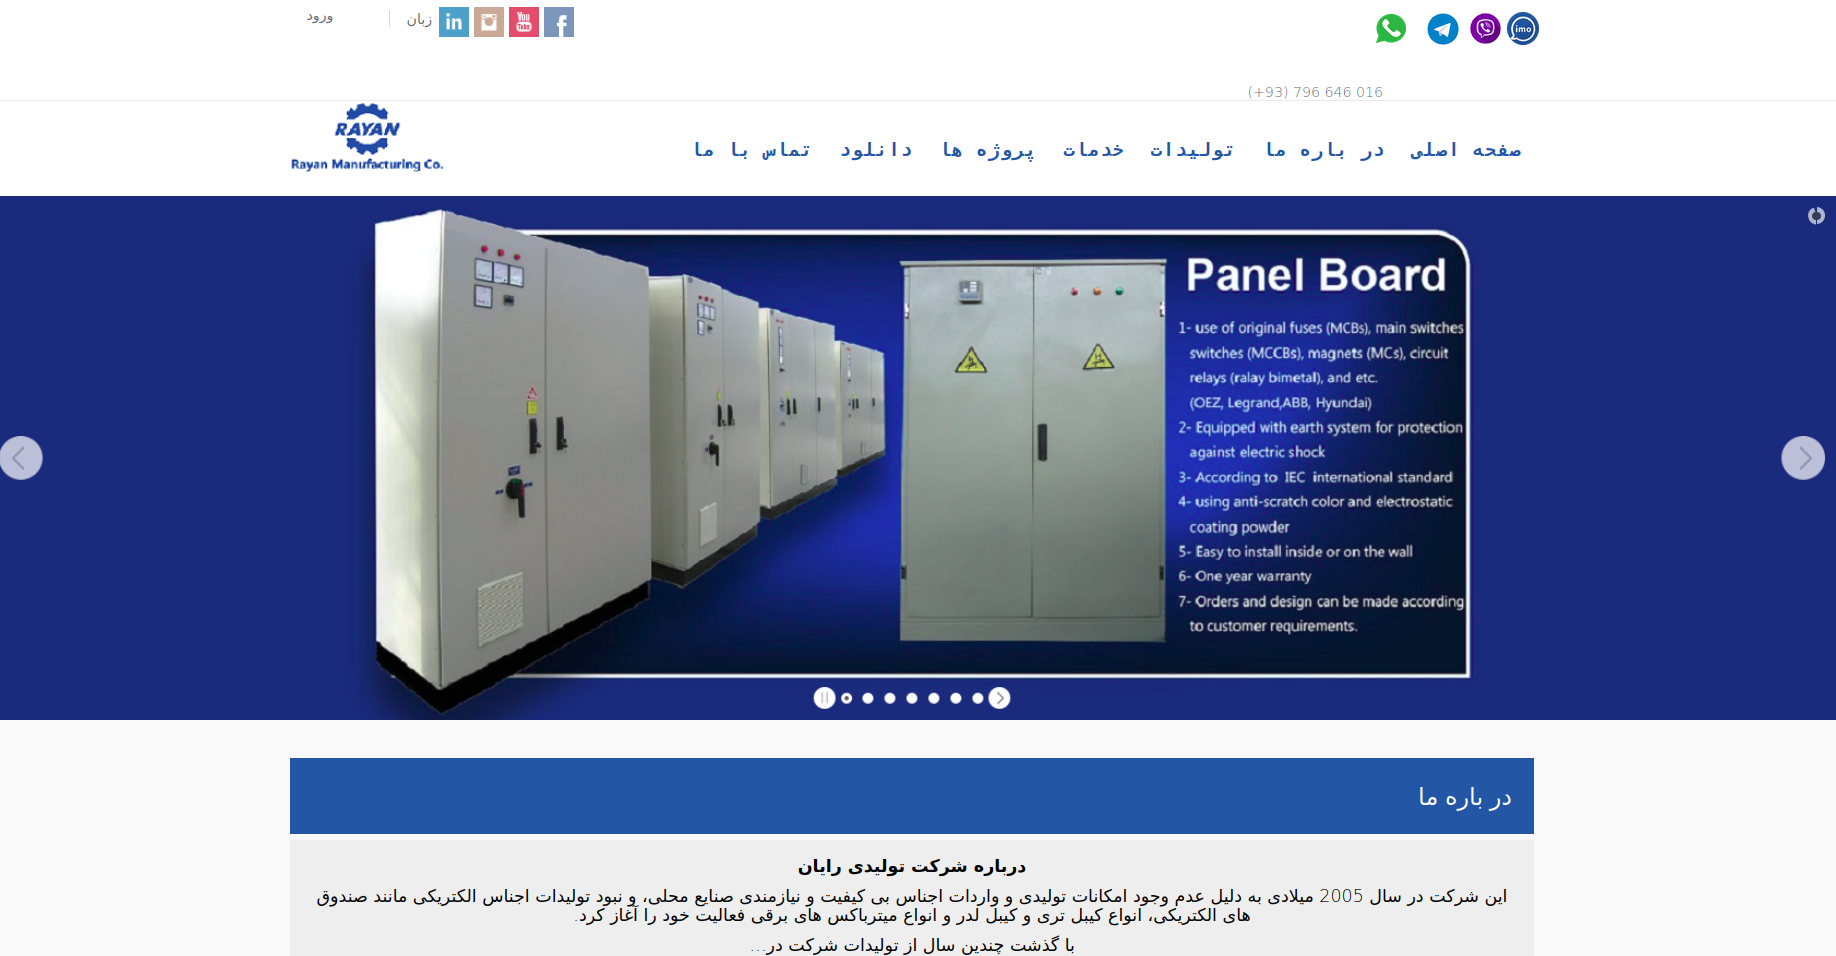 ورود
زبان
in
You Tube
f
imo
(+93) 796 646 016
RAYAN
Rayan Manufacturing Co.
صفحه اصلی
در باره ما
تولیدات
خدمات
پروژه ها
دانلود
تماس با ما
Panel Board
1- use of original fuses (MCBs), main switches
switches (MCCBs), magnets (MCs), circuit
relays (ralay bimetal), and etc.
(OEZ, Legrand,ABB, Hyundai)
2- Equipped with earth system for protection
against electric shock
3- According to IEC international standard
4- using anti-scratch color and electrostatic
coating powder
5- Easy to install inside or on the wall
6- One year warranty
7- Orders and design can be made according
to customer requirements.
در باره ما
درباره شرکت تولیدی رایان
این شرکت در سال 2005 میلادی به دلیل عدم وجود امکانات تولیدی و واردات اجناس بی کیفیت و نیازمندی صنایع محلی، و نبود تولیدات اجناس الکتریکی مانند صندوق
های الکتریکی، انواع کیبل تری و کیبل لدر و انواع میترباکس های برقی فعالیت خود را آغاز کرد.
با گذشت چندین سال از تولیدات شرکت در...